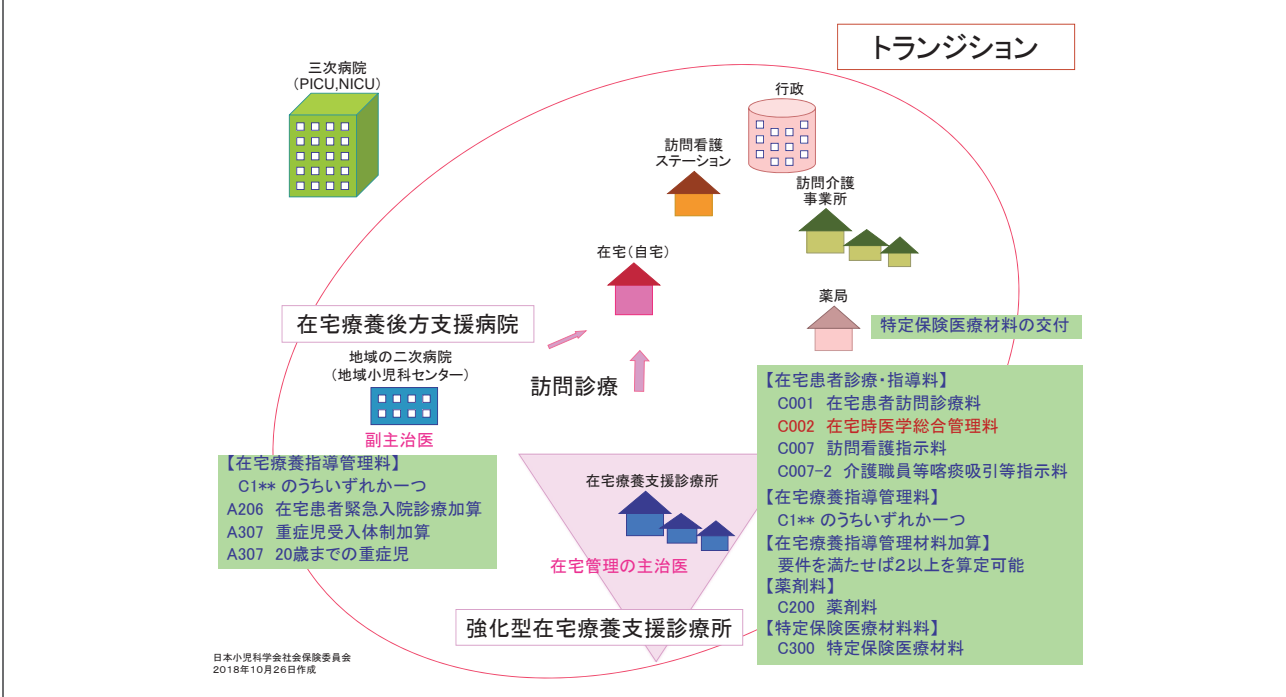 トランジション
三次病院
（PICU,NICU）
行政
訪問看護
ステーション
訪問介護
事業所
在宅（自宅）
薬局
特定保険医療材料の交付
在宅療養後方支援病院
地域の二次病院
（地域小児科センター）
副主治医
訪問診療
【在宅療養指導管理料】
C1** のうちいずれか一つ
A206 在宅患者緊急入院診療加算
A307 重症児受入体制加算
A307 20歳までの重症児
在宅療養支援診療所
在宅管理の主治医
強化型在宅療養支援診療所
【在宅患者診療・指導料】
C001 在宅患者訪問診療料
C002 在宅時医学総合管理料
C007 訪問看護指示料
C007-2 介護職員等喀痰吸引等指示料
【在宅療養指導管理料】
C1** のうちいずれか一つ
【在宅療養指導管理材料加算】
要件を満たせば２以上を算定可能
【薬剤料】
C200 薬剤料
【特定保険医療材料料】
C300 特定保険医療材料
日本小児科学会社会保険委員会
2018年10月26日作成